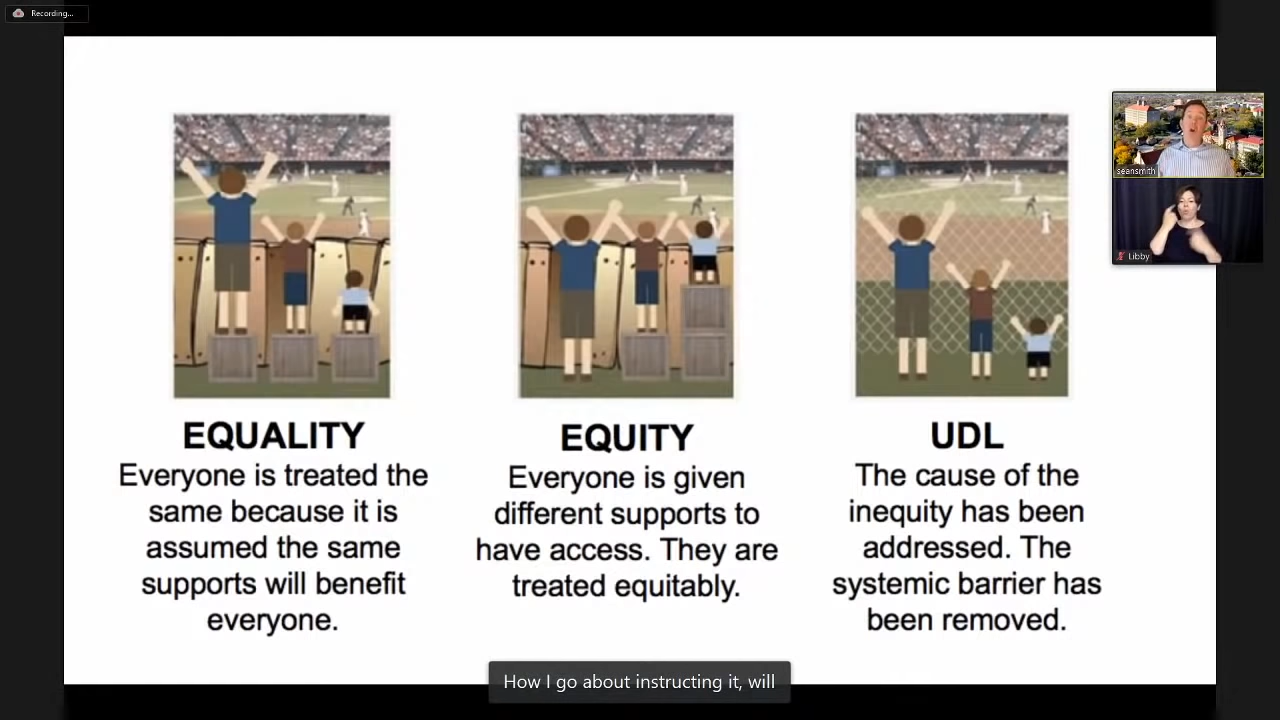 Recording...
seansmith
Libby
EQUALITY
Everyone is treated the
same because it is
assumed the same
supports will benefit
everyone.
EQUITY
Everyone is given
different supports to
have access. They are
treated equitably.
UDL
The cause of the
inequity has been
addressed. The
systemic barrier has
been removed.
How I go about instructing it, will